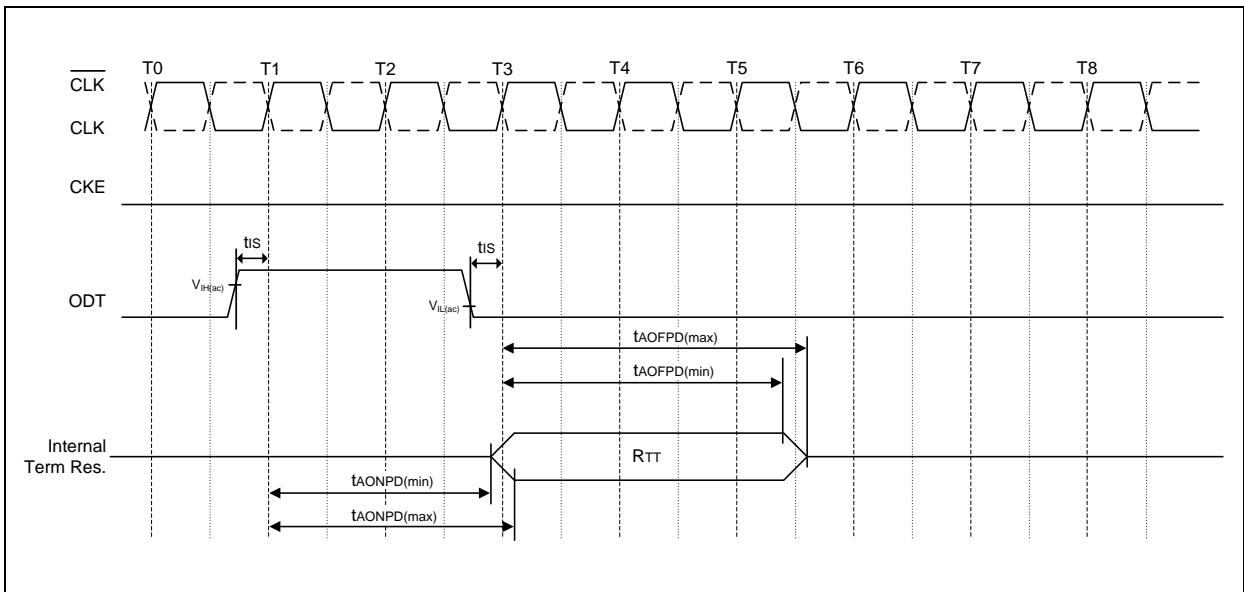 T0 T1 T2 T3 T4 T5 T6 T7 T8
CLK
CLK
CKE
tIS tIS
VIH(ac)
ODT
VIL(ac)
tAOFPD(max)
tAOFPD(min)
Internal
Term Res.
RTT
tAONPD(min)
tAONPD(max)